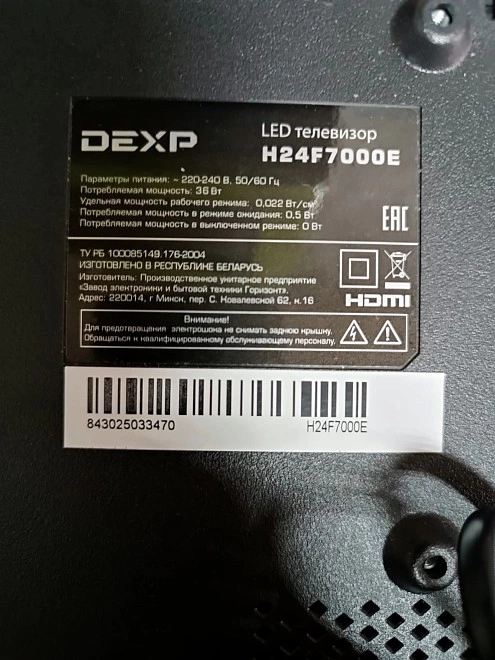 DEXP
LED телевизор
H24F7000E
Параметры питания: ~ 220-240 В, 50/60 Гц
Потребляемая мощность: 36 Вт
Удельная мощность рабочего режима: 0,022 Вт/см²
Потребляемая мощность в режиме ожидания: 0,5 Вт
Потребляемая мощность в выключенном режиме: 0 Вт
EAC
ТУ РБ 100085149.176-2004
ИЗГОТОВЛЕНО В РЕСПУБЛИКЕ БЕЛАРУСЬ
Изготовитель: Производственное унитарное предприятие
«Завод электроники и бытовой техники Горизонт».
Адрес: 220014, г Минск, пер. С. Ковалевской 62, к.16
HDMI
Внимание!
Для предотвращения электрошока не снимать заднюю крышку.
Обращаться к квалифицированному обслуживающему персоналу.
843025033470
H24F7000E